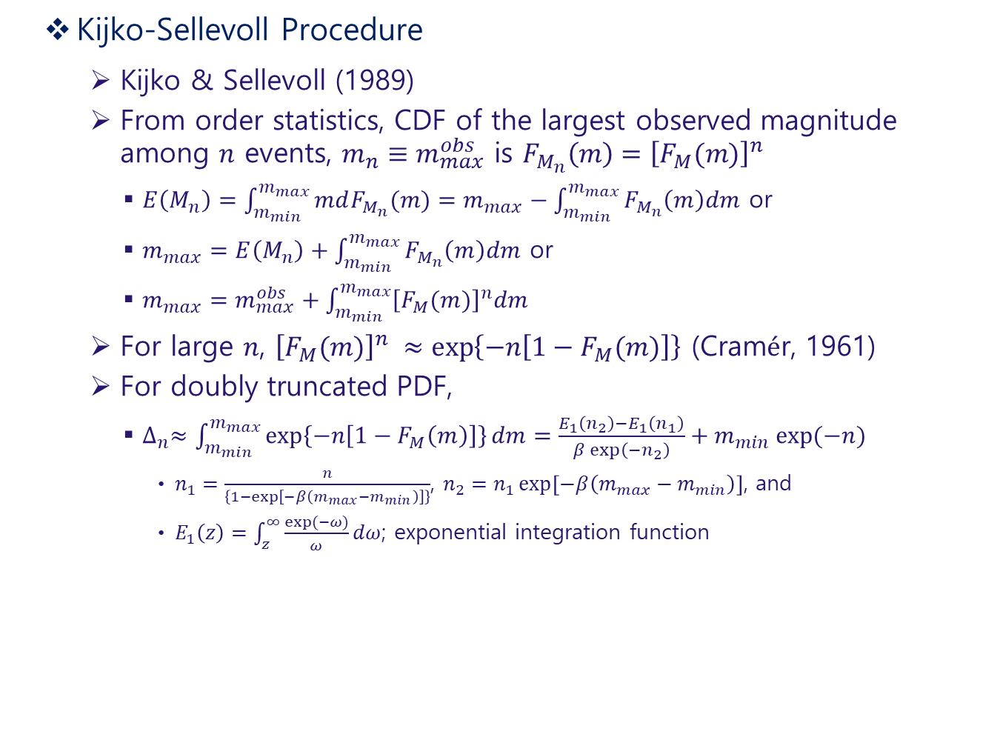 ❖ Kijko-Sellevoll Procedure
➢ Kijko & Sellevoll (1989)
➢ From order statistics, CDF of the largest observed magnitude
among $n$ events, $m_n \equiv m_{max}^{obs}$ is $F_{M_n}(m) = [F_M(m)]^n$
▪ $E(M_n) = \int_{m_{min}}^{m_{max}} m dF_{M_n}(m) = m_{max} - \int_{m_{min}}^{m_{max}} F_{M_n}(m)dm$ or
▪ $m_{max} = E(M_n) + \int_{m_{min}}^{m_{max}} F_{M_n}(m)dm$ or
▪ $m_{max} = m_{max}^{obs} + \int_{m_{min}}^{m_{max}} [F_M(m)]^n dm$
➢ For large $n$, $[F_M(m)]^n \approx \exp\{-n[1 - F_M(m)]\}$ (Cramér, 1961)
➢ For doubly truncated PDF,
▪ $\Delta_n \approx \int_{m_{min}}^{m_{max}} \exp\{-n[1 - F_M(m)]\} dm = \frac{E_1(n_2)-E_1(n_1)}{\beta \exp(-n_2)} + m_{min} \exp(-n)$
• $n_1 = \frac{n}{\{1-\exp[-\beta(m_{max}-m_{min})]\}}$, $n_2 = n_1 \exp[-\beta(m_{max} - m_{min})]$, and
• $E_1(z) = \int_z^{\infty} \frac{\exp(-\omega)}{\omega} d\omega$; exponential integration function